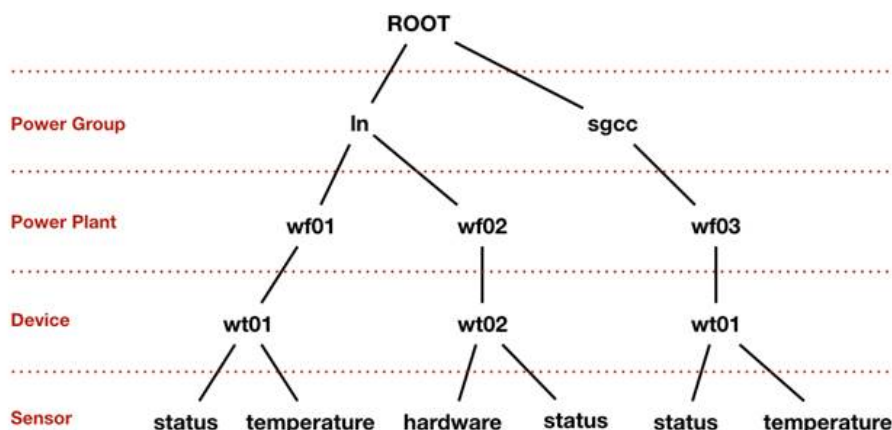 ROOT
Power Group ln sgcc
Power Plant wf01 wf02 wf03
Device wt01 wt02 wt01
Sensor status temperature hardware status status temperature